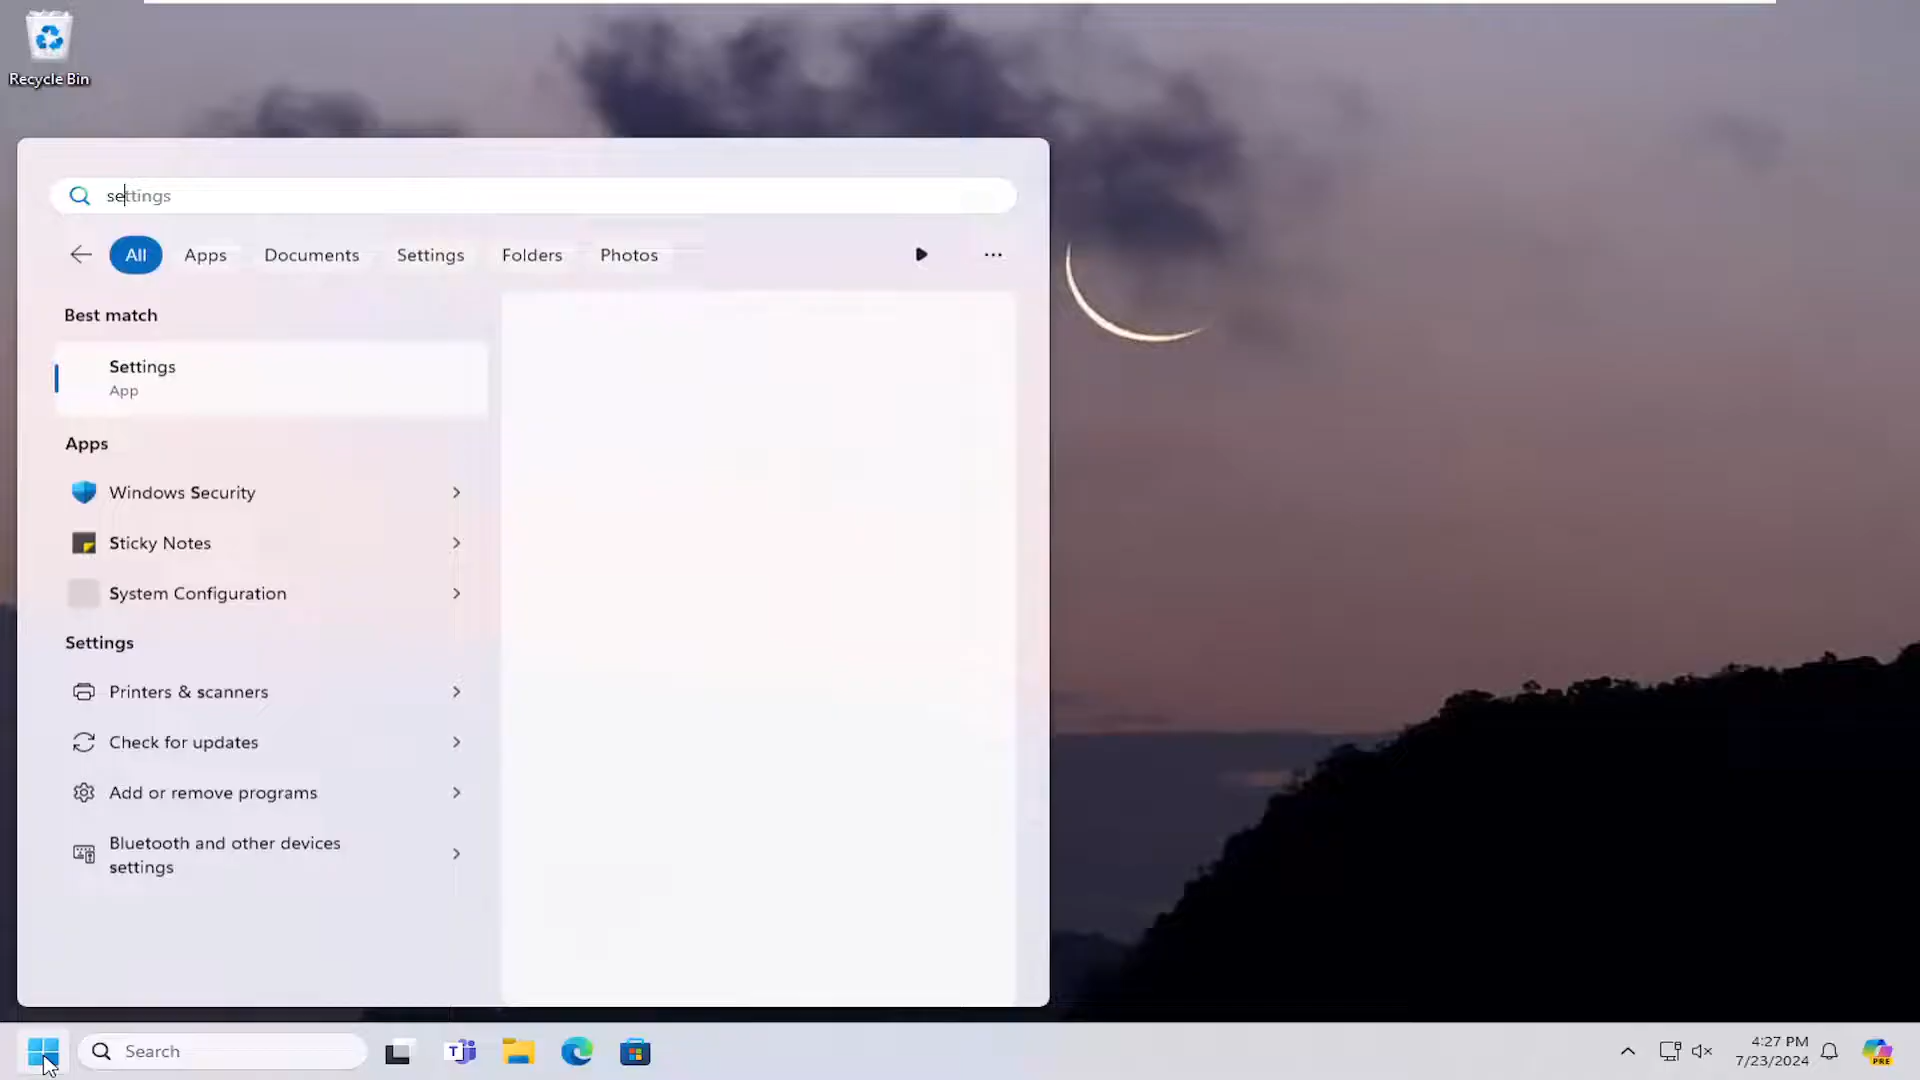 Recycle Bin
settings
All Apps Documents Settings Folders Photos
Best match
Settings
App
Apps
Windows Security
Sticky Notes
System Configuration
Settings
Printers & scanners
Check for updates
Add or remove programs
Bluetooth and other devices
settings
Search
T
4:27 PM
7/23/2024
PRE